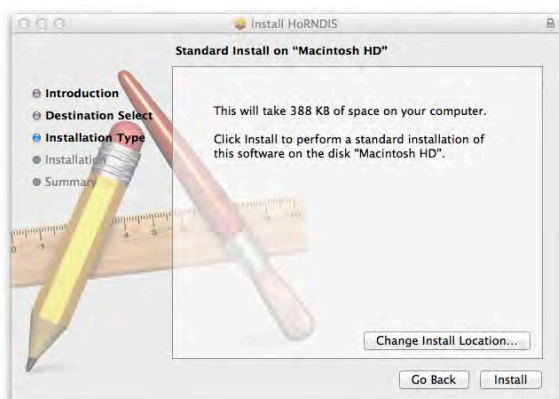 Install HoRNDIS
Standard Install on "Macintosh HD"
Introduction
Destination Select
Installation Type
Installation
Summary
This will take 388 KB of space on your computer.
Click Install to perform a standard installation of
this software on the disk "Macintosh HD".
Change Install Location...
Go Back
Install